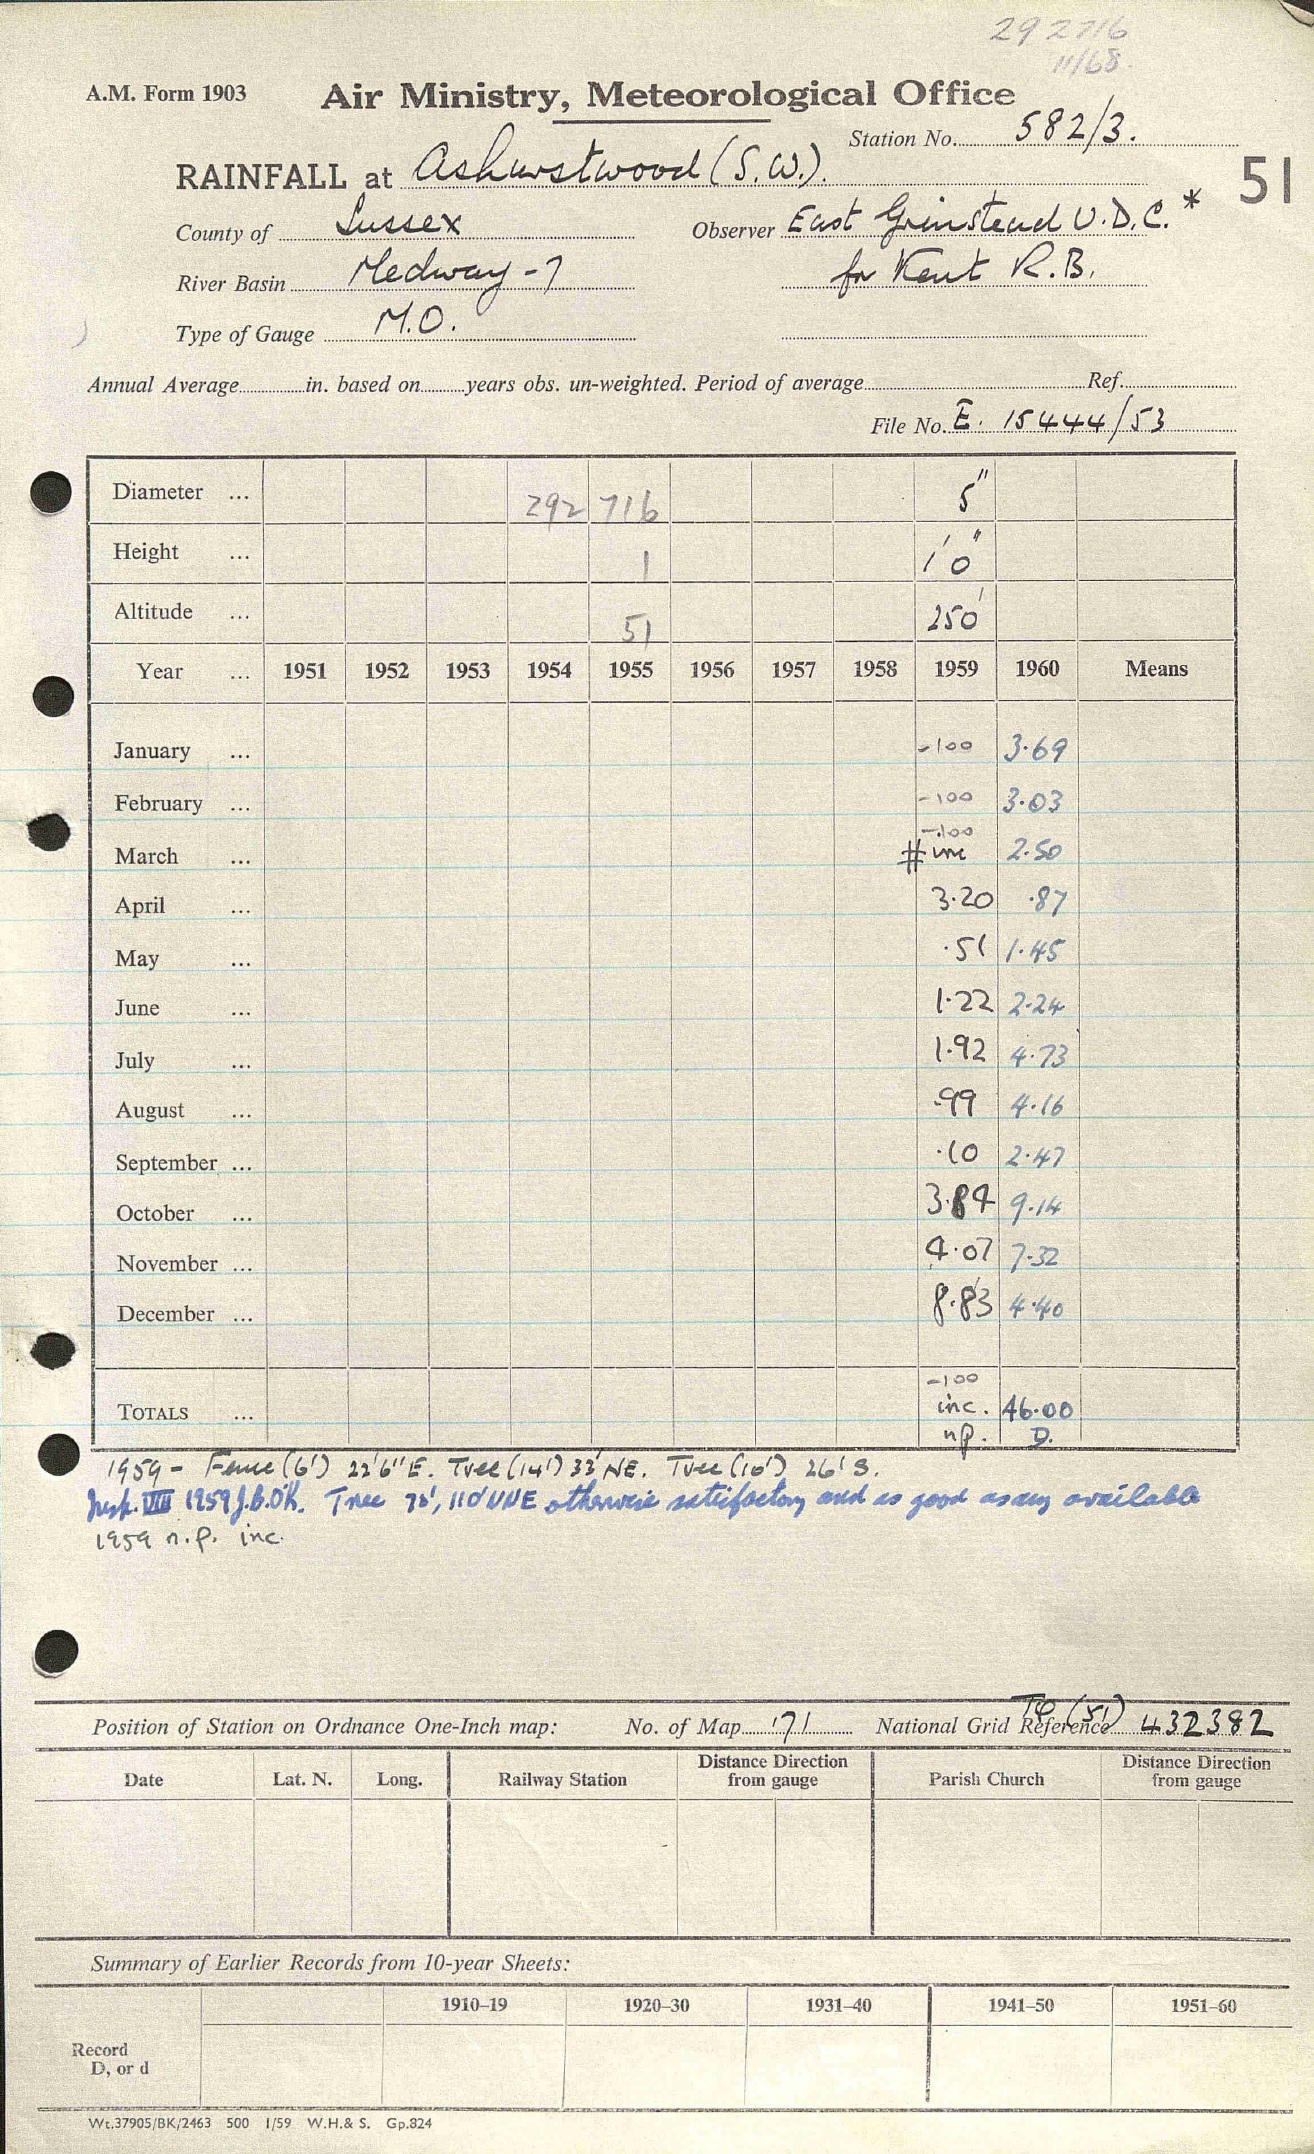 292716
11/68.
A.M. Form 1903
Air Ministry, Meteorological Office
Station No. 582/3.
RAINFALL at Ashurstwood (S.W.).
51
County of Sussex
Observer East Grinstead U.D.C.*
River Basin Medway - 7
for Kent R.B.
Type of Gauge M.O.
Annual Average in. based on years obs. un-weighted. Period of average Ref.
File No. E. 15444/53
Diameter ... 292 716 5"
Height ... 1 1' 0"
Altitude ... 51 250'
Year ... 1951 1952 1953 1954 1955 1956 1957 1958 1959 1960 Means
January ... -100 3.69
February ... -100 3.03
-.100
March ... # inc 2.50
April ... 3.20 .87
May ... .51 1.45
June ... 1.22 2.24
July ... 1.92 4.73
August ... .99 4.16
September ... .10 2.47
October ... 3.84 9.14
November ... 4.07 7.32
December ... 8.83 4.40
-100
TOTALS ... inc. 46.00
np. D.
1959 - Fence (6') 22'6" E. Tree (14') 33' NE. Tree (16') 26' S.
Insp. VIII 1959 J.B.O'K. Tree 78', 110' NNE otherwise satisfactory and as good as any available
1959 n.p. inc.
Position of Station on Ordnance One-Inch map: No. of Map 171 National Grid Reference TQ (51) 432382
Date Lat. N. Long. Railway Station Distance Direction from gauge Parish Church Distance Direction from gauge
Summary of Earlier Records from 10-year Sheets:
1910–19 1920–30 1931–40 1941–50 1951–60
Record
D, or d
Wt.37905/BK/2463 500 1/59 W.H.& S. Gp.824